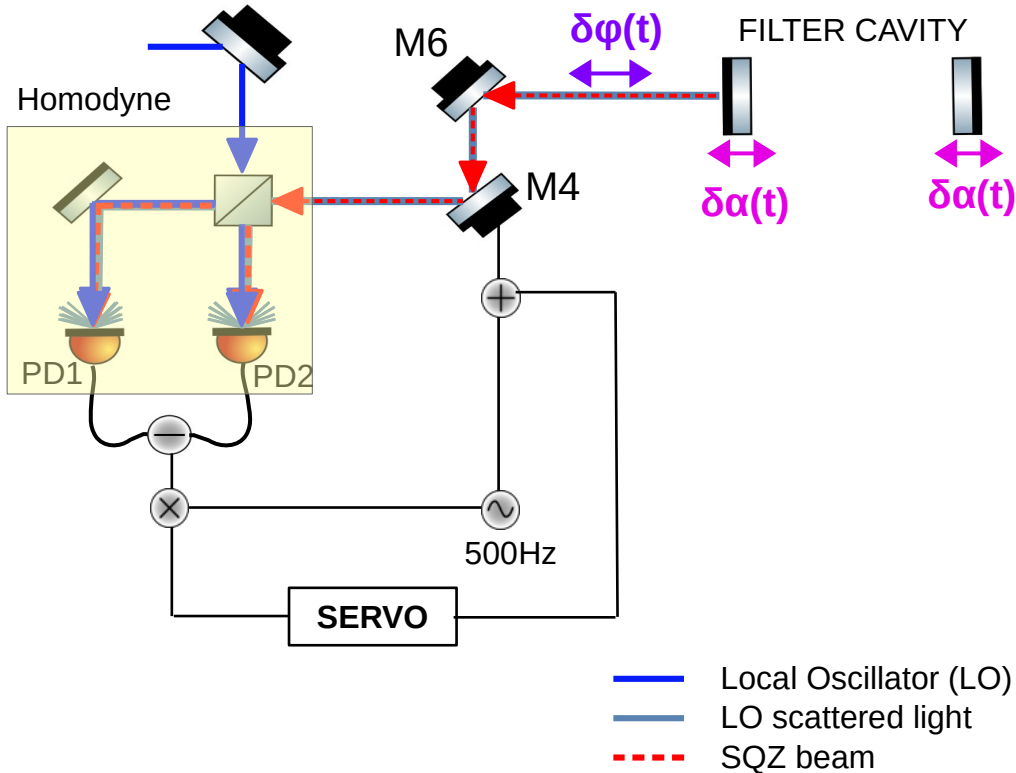 δφ(t)
FILTER CAVITY
M6
Homodyne
M4
δα(t)
δα(t)
PD1
PD2
500Hz
SERVO
Local Oscillator (LO)
LO scattered light
SQZ beam